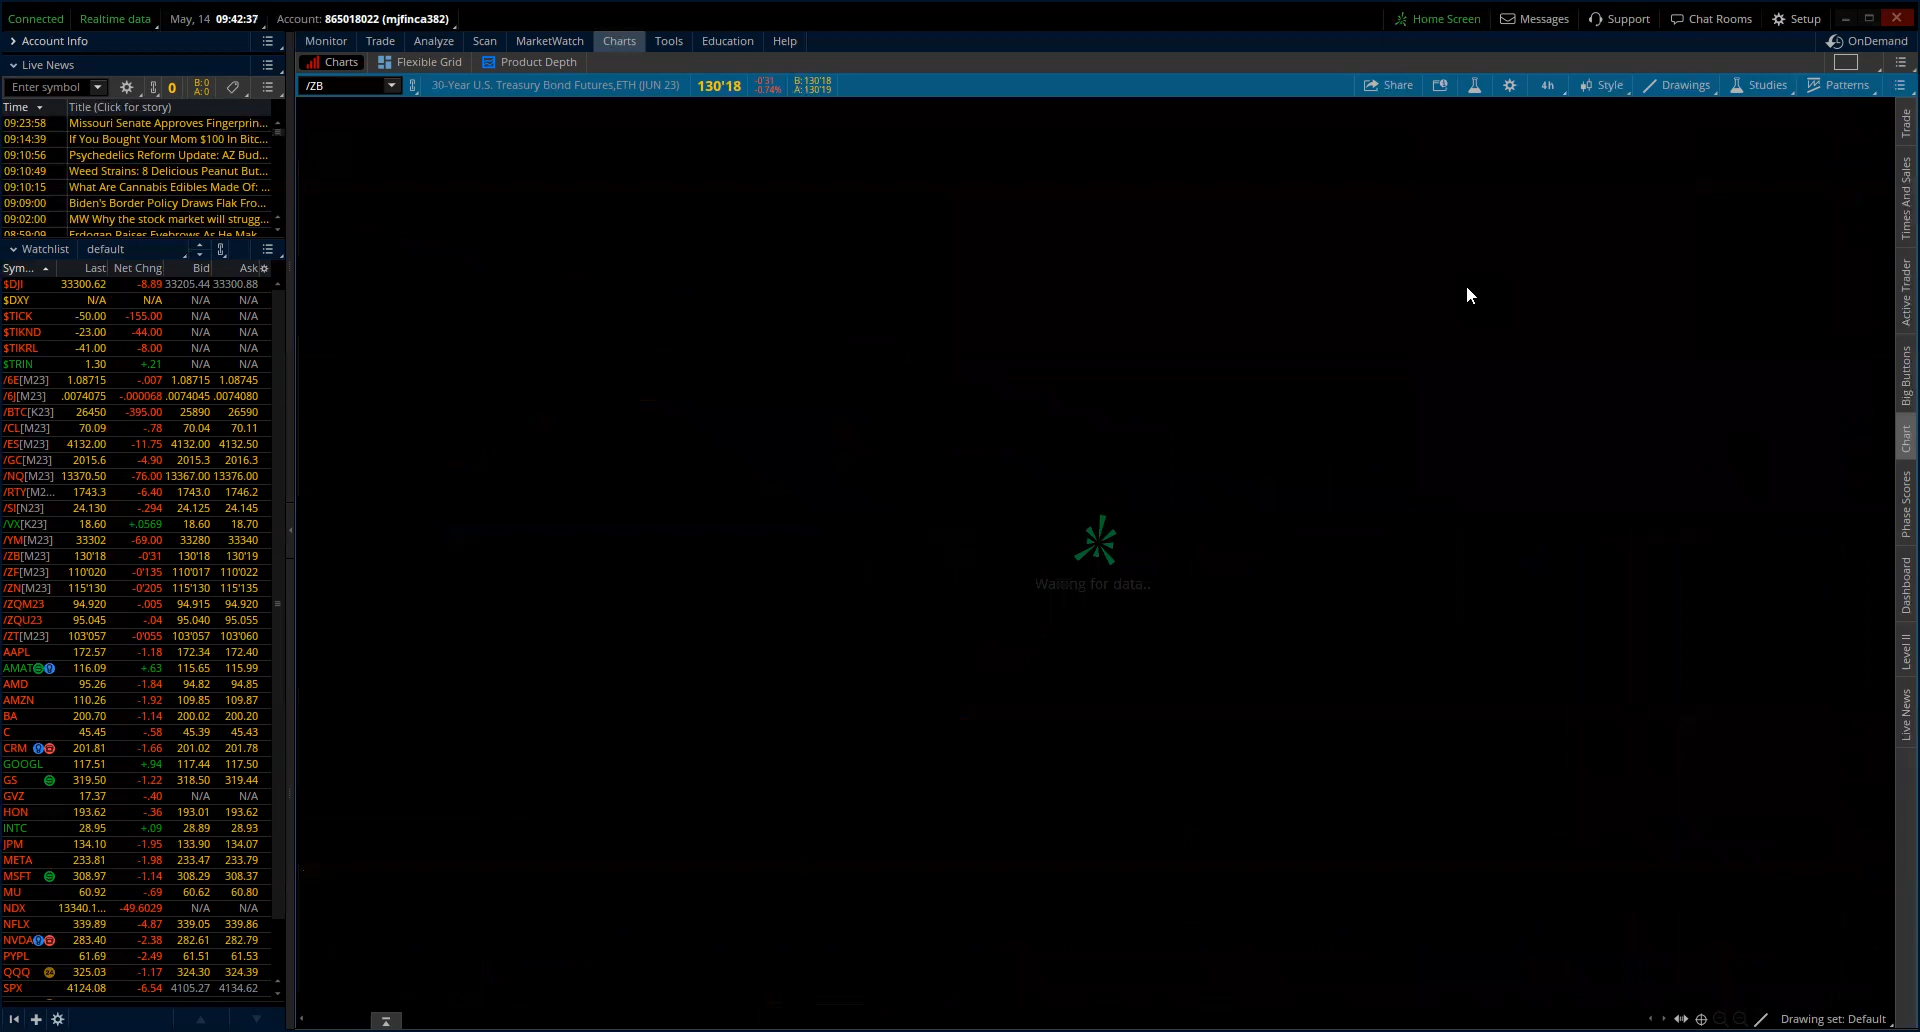 Connected Realtime data May, 14 09:42:37 Account: 865018022 (mjfinca382) Home Screen Messages Support Chat Rooms Setup
Account Info Monitor Trade Analyze Scan MarketWatch Charts Tools Education Help OnDemand
Live News Charts Flexible Grid Product Depth
Enter symbol 0 B: 0 A: 0 /ZB 30-Year U.S. Treasury Bond Futures,ETH (JUN 23) 130'18 -0'31 -0.74% B: 130'18 A: 130'19 Share 4h Style Drawings Studies Patterns
Time Title (Click for story)
09:23:58 Missouri Senate Approves Fingerprin...
09:14:39 If You Bought Your Mom $100 In Bitc...
09:10:56 Psychedelics Reform Update: AZ Bud...
09:10:49 Weed Strains: 8 Delicious Peanut But...
09:10:15 What Are Cannabis Edibles Made Of: ...
09:09:00 Biden's Border Policy Draws Flak Fro...
09:02:00 MW Why the stock market will strugg...
08:59:09 Erdogan Raises Eyebrows As He Mak...
Watchlist default
Sym... Last Net Chng Bid Ask
$DJI 33300.62 -8.89 33205.44 33300.88
$DXY N/A N/A N/A N/A
$TICK -50.00 -155.00 N/A N/A
$TIKND -23.00 -44.00 N/A N/A
$TIKRL -41.00 -8.00 N/A N/A
$TRIN 1.30 +.21 N/A N/A
/6E[M23] 1.08715 -.007 1.08715 1.08745
/6J[M23] .0074075 -.000068 .0074045 .0074080
/BTC[K23] 26450 -395.00 25890 26590
/CL[M23] 70.09 -.78 70.04 70.11
/ES[M23] 4132.00 -11.75 4132.00 4132.50
/GC[M23] 2015.6 -4.90 2015.3 2016.3
/NQ[M23] 13370.50 -76.00 13367.00 13376.00
/RTY[M2... 1743.3 -6.40 1743.0 1746.2
/SI[N23] 24.130 -.294 24.125 24.145
/VX[K23] 18.60 +.0569 18.60 18.70
/YM[M23] 33302 -69.00 33280 33340
/ZB[M23] 130'18 -0'31 130'18 130'19
/ZF[M23] 110'020 -0'135 110'017 110'022
/ZN[M23] 115'130 -0'205 115'130 115'135
/ZQM23 94.920 -.005 94.915 94.920
/ZQU23 95.045 -.04 95.040 95.055
/ZT[M23] 103'057 -0'055 103'057 103'060
AAPL 172.57 -1.18 172.34 172.40
AMAT 116.09 +.63 115.65 115.99
AMD 95.26 -1.84 94.82 94.85
AMZN 110.26 -1.92 109.85 109.87
BA 200.70 -1.14 200.02 200.20
C 45.45 -.58 45.39 45.43
CRM 201.81 -1.66 201.02 201.78
GOOGL 117.51 +.94 117.44 117.50
GS 319.50 -1.22 318.50 319.44
GVZ 17.37 -.40 N/A N/A
HON 193.62 -.36 193.01 193.62
INTC 28.95 +.09 28.89 28.93
JPM 134.10 -1.95 133.90 134.07
META 233.81 -1.98 233.47 233.79
MSFT 308.97 -1.14 308.29 308.37
MU 60.92 -.69 60.62 60.80
NDX 13340.1... -49.6029 N/A N/A
NFLX 339.89 -4.87 339.05 339.86
NVDA 283.40 -2.38 282.61 282.79
PYPL 61.69 -2.49 61.51 61.53
QQQ 24 325.03 -1.17 324.30 324.39
SPX 4124.08 -6.54 4105.27 4134.62
Waiting for data..
Trade
Times And Sales
Active Trader
Big Buttons
Chart
Phase Scores
Dashboard
Level II
Live News
Drawing set: Default